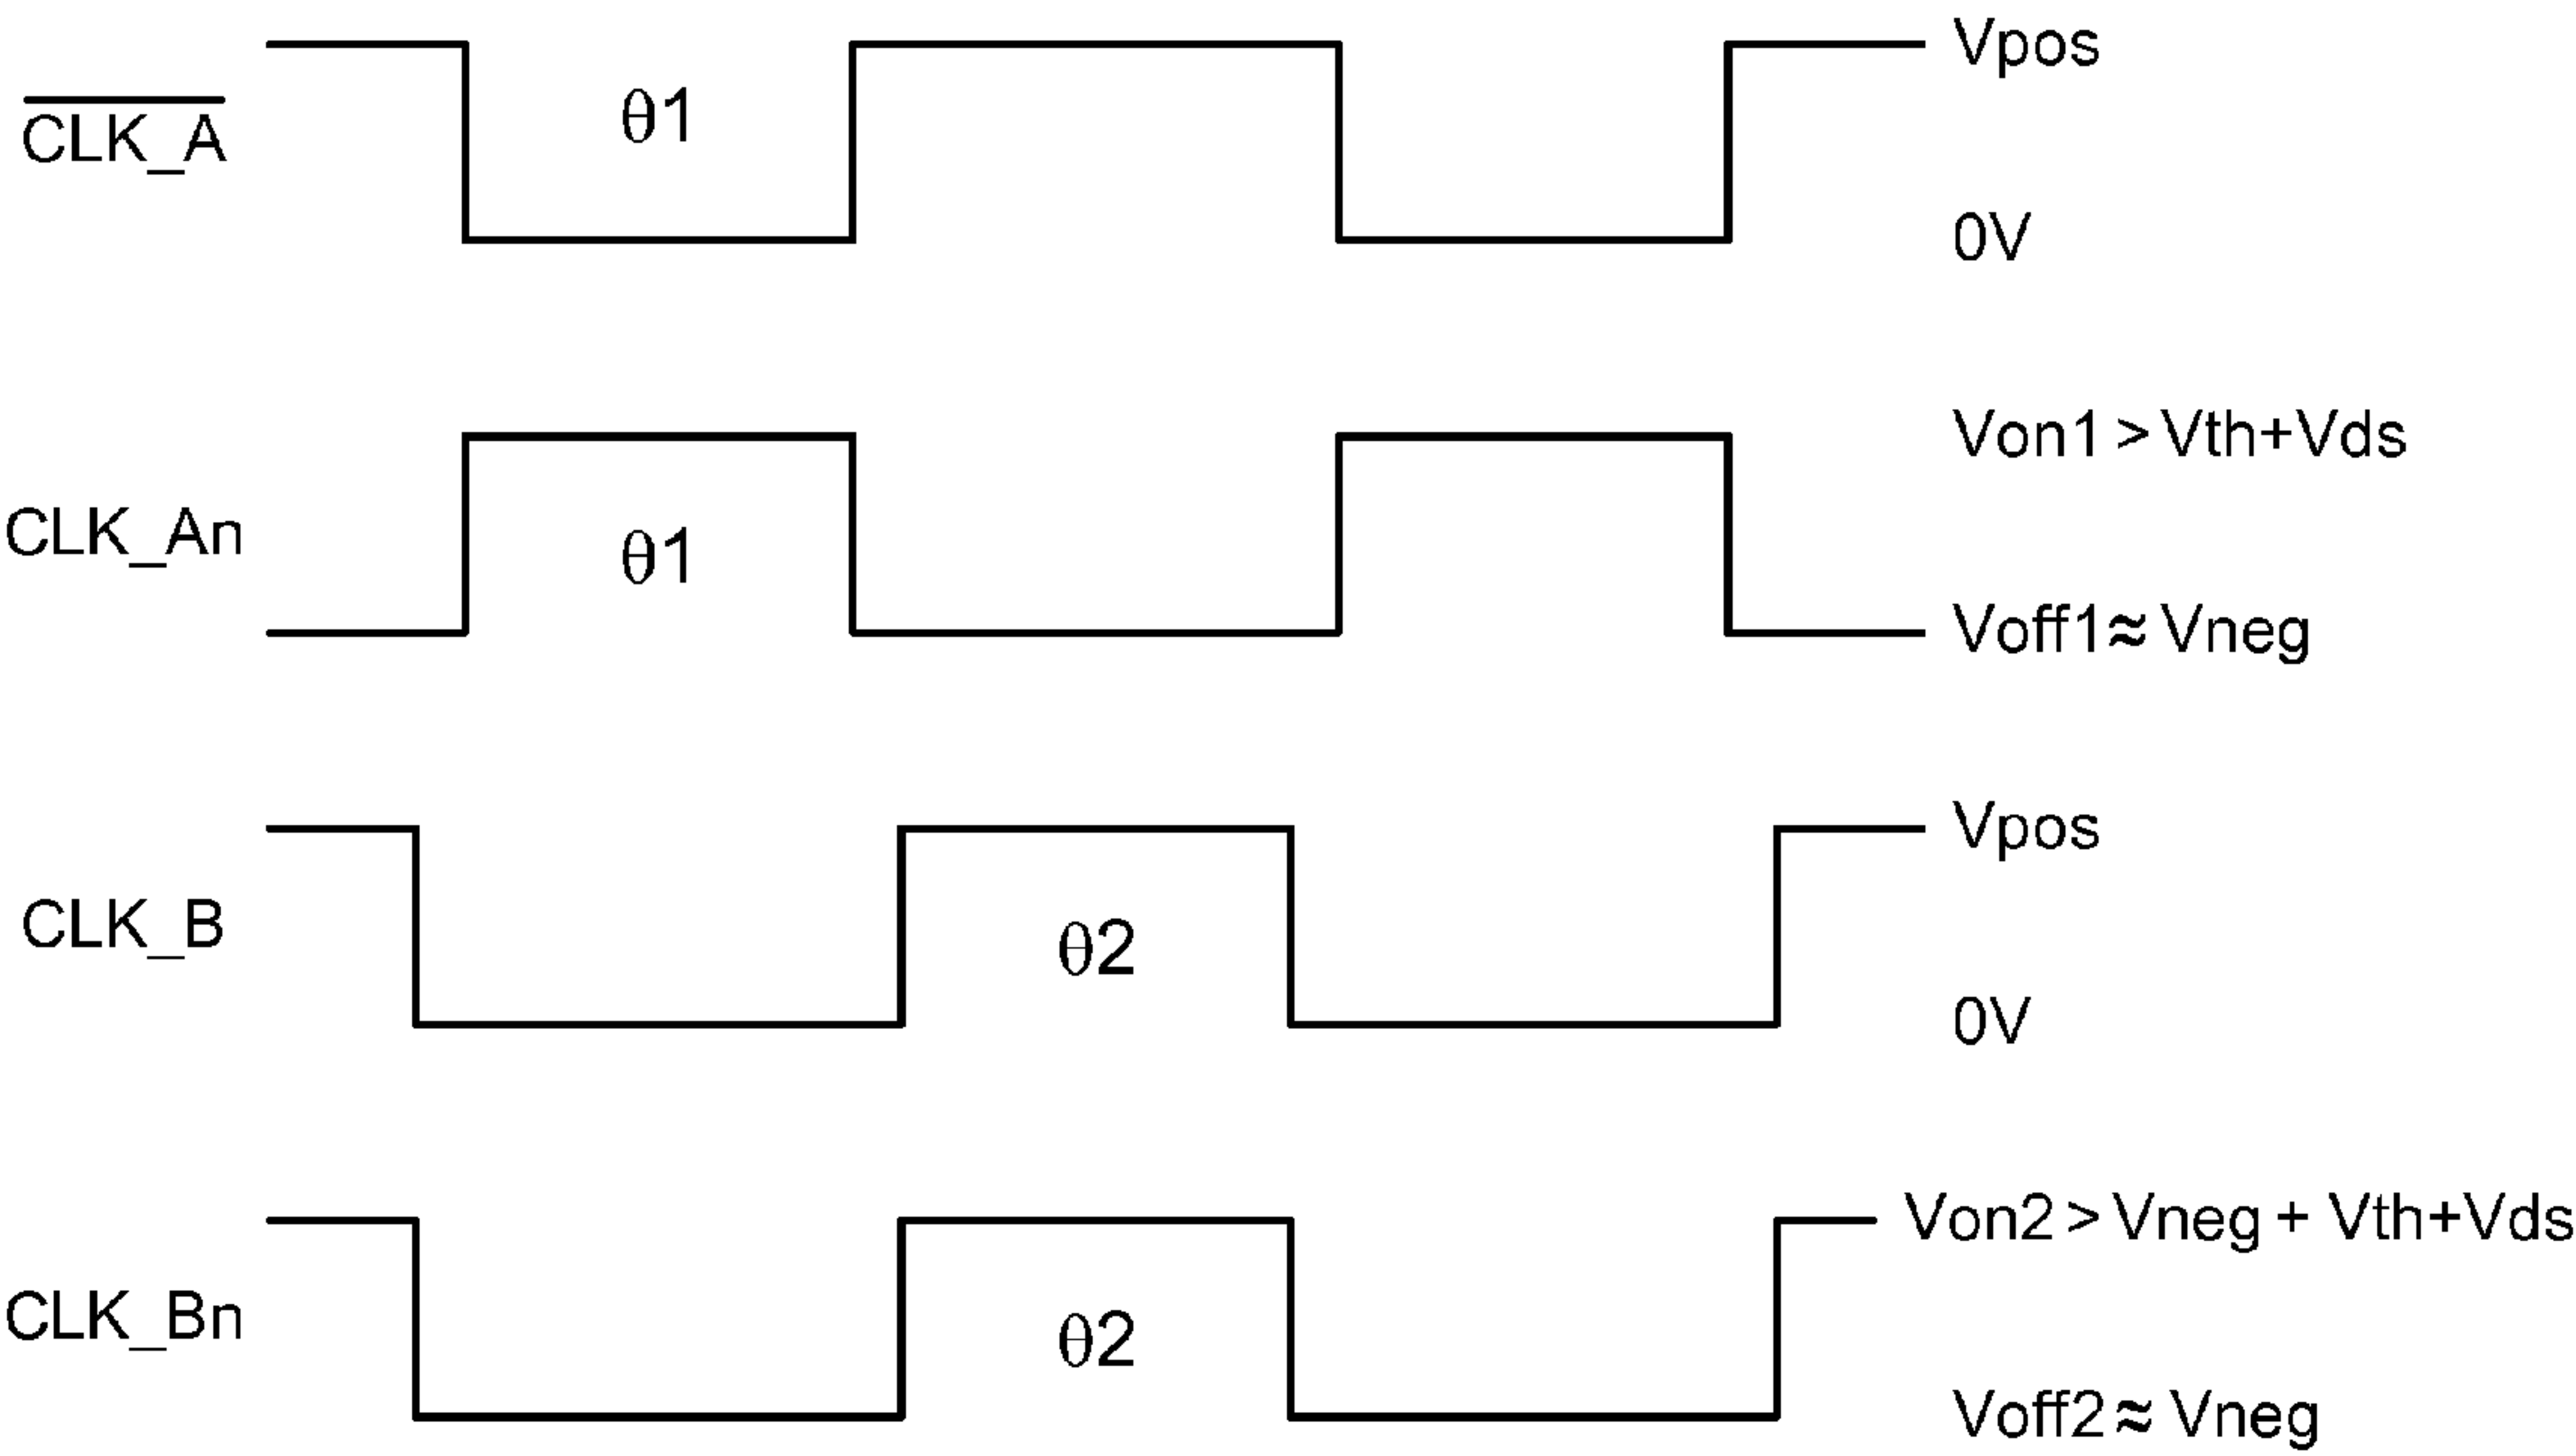 Vpos
CLK_A
θ1
0V
Von1 > Vth+Vds
CLK_An
θ1
Voff1 ≈ Vneg
Vpos
CLK_B
θ2
0V
Von2 > Vneg + Vth+Vds
CLK_Bn
θ2
Voff2 ≈ Vneg